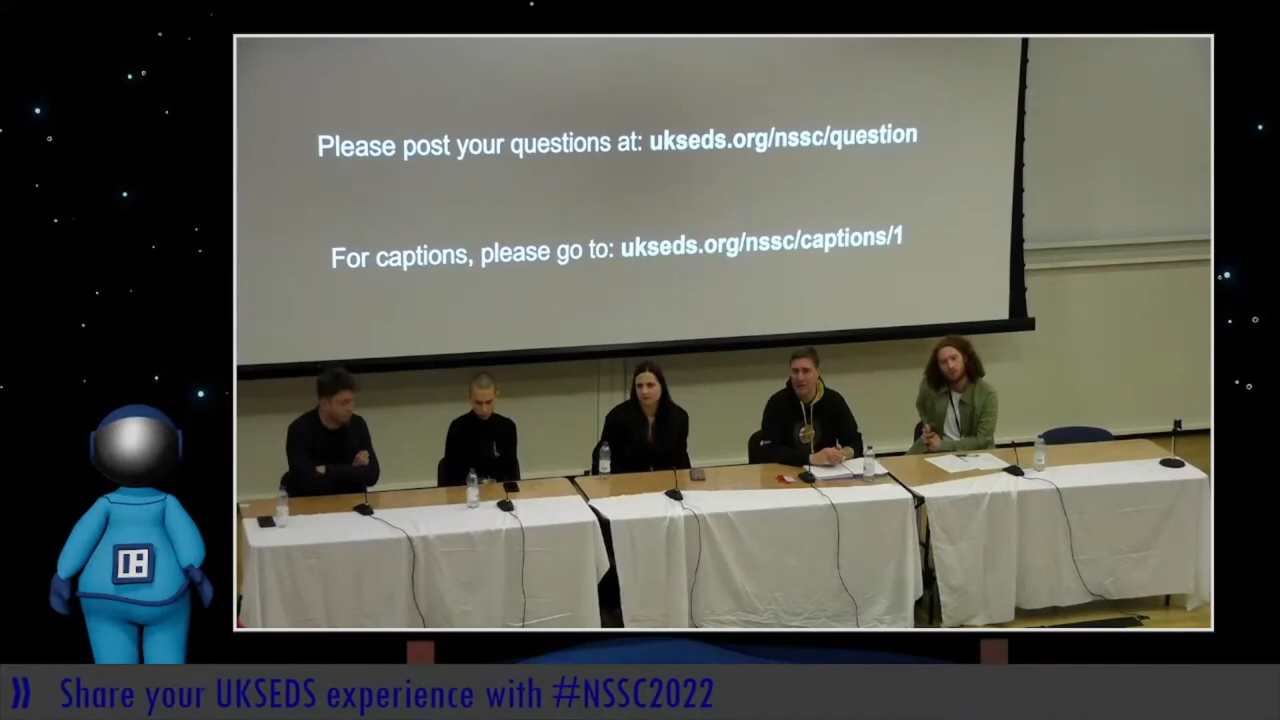 Please post your questions at: ukseds.org/nssc/question
For captions, please go to: ukseds.org/nssc/captions/1
» Share your UKSEDS experience with #NSSC2022